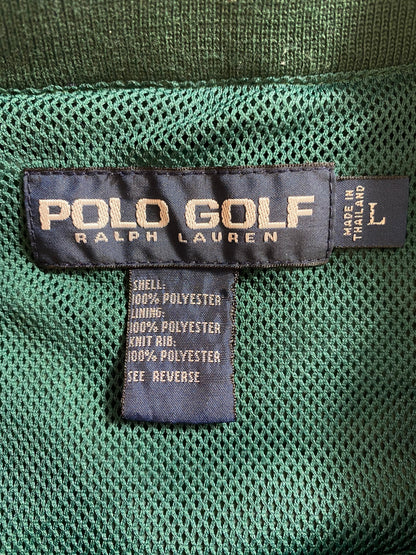 POLO GOLF
RALPH LAUREN
MADE IN
THAILAND
L
SHELL:
100% POLYESTER
LINING:
100% POLYESTER
KNIT RIB:
100% POLYESTER
SEE REVERSE